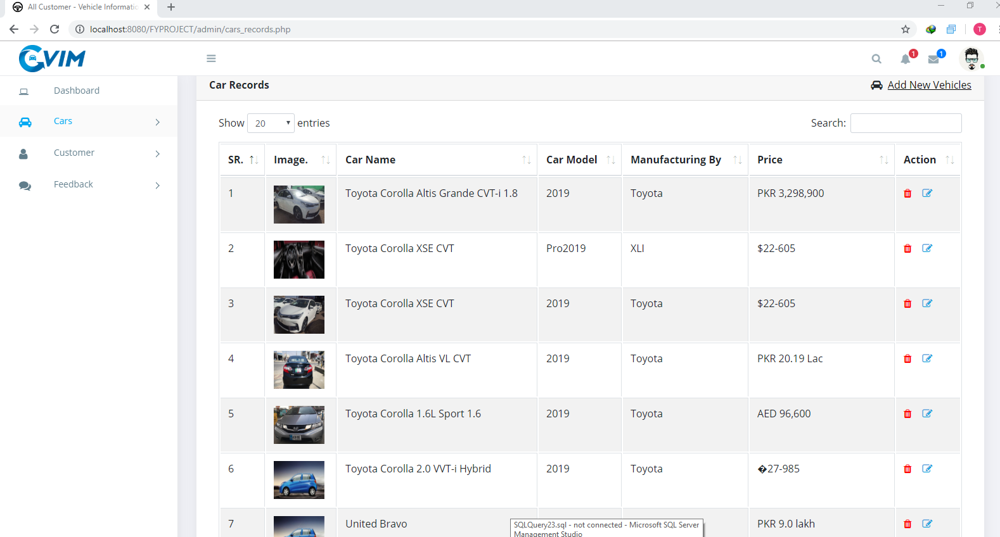 All Customer - Vehicle Informatic
localhost:8080/FYPROJECT/admin/cars_records.php
T
VIM
1
1
Dashboard
Cars
Customer
Feedback
Car Records
Add New Vehicles
Show 20 entries
Search:
SR. Image. Car Name Car Model Manufacturing By Price Action
1 Toyota Corolla Altis Grande CVT-i 1.8 2019 Toyota PKR 3,298,900
2 Toyota Corolla XSE CVT Pro2019 XLI $22-605
3 Toyota Corolla XSE CVT 2019 Toyota $22-605
4 Toyota Corolla Altis VL CVT 2019 Toyota PKR 20.19 Lac
5 Toyota Corolla 1.6L Sport 1.6 2019 Toyota AED 96,600
6 Toyota Corolla 2.0 VVT-i Hybrid 2019 Toyota �27-985
7 United Bravo PKR 9.0 lakh
SQLQuery23.sql - not connected - Microsoft SQL Server
Management Studio